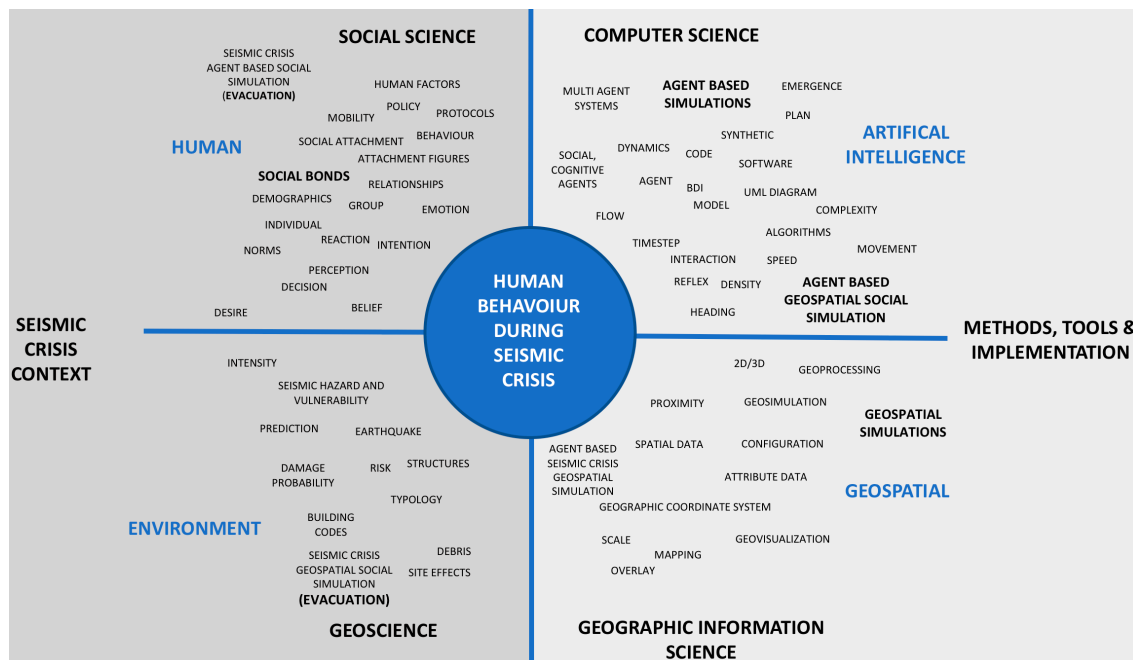 SOCIAL SCIENCE
SEISMIC CRISIS
AGENT BASED SOCIAL
SIMULATION
(EVACUATION)
HUMAN FACTORS
POLICY
PROTOCOLS
MOBILITY
BEHAVIOUR
SOCIAL ATTACHMENT
HUMAN
ATTACHMENT FIGURES
SOCIAL BONDS
RELATIONSHIPS
DEMOGRAPHICS
GROUP
EMOTION
INDIVIDUAL
REACTION
INTENTION
NORMS
PERCEPTION
DECISION
DESIRE
BELIEF
COMPUTER SCIENCE
MULTI AGENT
SYSTEMS
AGENT BASED
SIMULATIONS
EMERGENCE
PLAN
SYNTHETIC
ARTIFICAL
INTELLIGENCE
DYNAMICS
CODE
SOFTWARE
SOCIAL,
COGNITIVE
AGENTS
AGENT
BDI
MODEL
UML DIAGRAM
FLOW
COMPLEXITY
ALGORITHMS
TIMESTEP
MOVEMENT
INTERACTION
SPEED
REFLEX
DENSITY
AGENT BASED
GEOSPATIAL SOCIAL
SIMULATION
HEADING
HUMAN
BEHAVOIUR
DURING
SEISMIC
CRISIS
SEISMIC
CRISIS
CONTEXT
METHODS, TOOLS &
IMPLEMENTATION
INTENSITY
SEISMIC HAZARD AND
VULNERABILITY
PREDICTION
EARTHQUAKE
DAMAGE
PROBABILITY
RISK
STRUCTURES
TYPOLOGY
BUILDING
CODES
ENVIRONMENT
SEISMIC CRISIS
GEOSPATIAL SOCIAL
SIMULATION
(EVACUATION)
DEBRIS
SITE EFFECTS
GEOSCIENCE
2D/3D
GEOPROCESSING
PROXIMITY
GEOSIMULATION
GEOSPATIAL
SIMULATIONS
AGENT BASED
SEISMIC CRISIS
GEOSPATIAL
SIMULATION
SPATIAL DATA
CONFIGURATION
ATTRIBUTE DATA
GEOSPATIAL
GEOGRAPHIC COORDINATE SYSTEM
SCALE
GEOVISUALIZATION
MAPPING
OVERLAY
GEOGRAPHIC INFORMATION
SCIENCE